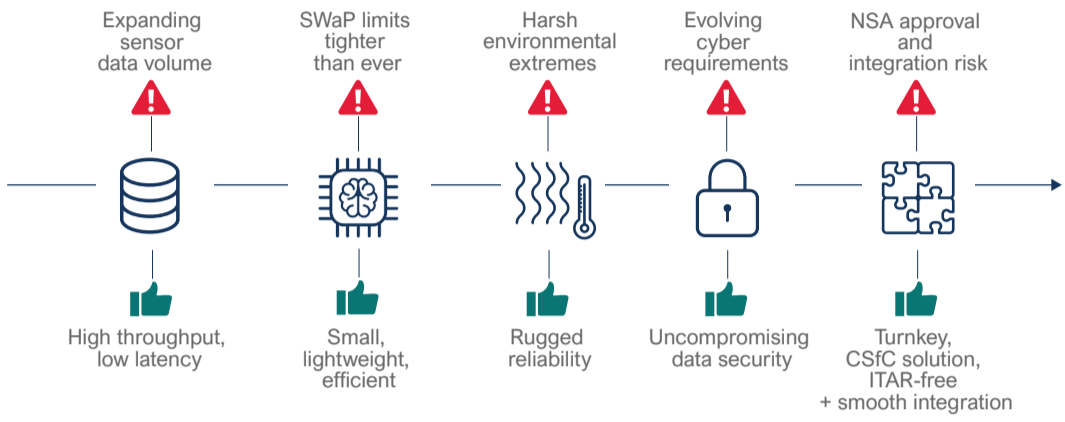 Expanding
sensor
data volume
SWaP limits
tighter
than ever
Harsh
environmental
extremes
Evolving
cyber
requirements
NSA approval
and
integration risk
High throughput,
low latency
Small,
lightweight,
efficient
Rugged
reliability
Uncompromising
data security
Turnkey,
CSfC solution,
ITAR-free
+ smooth integration